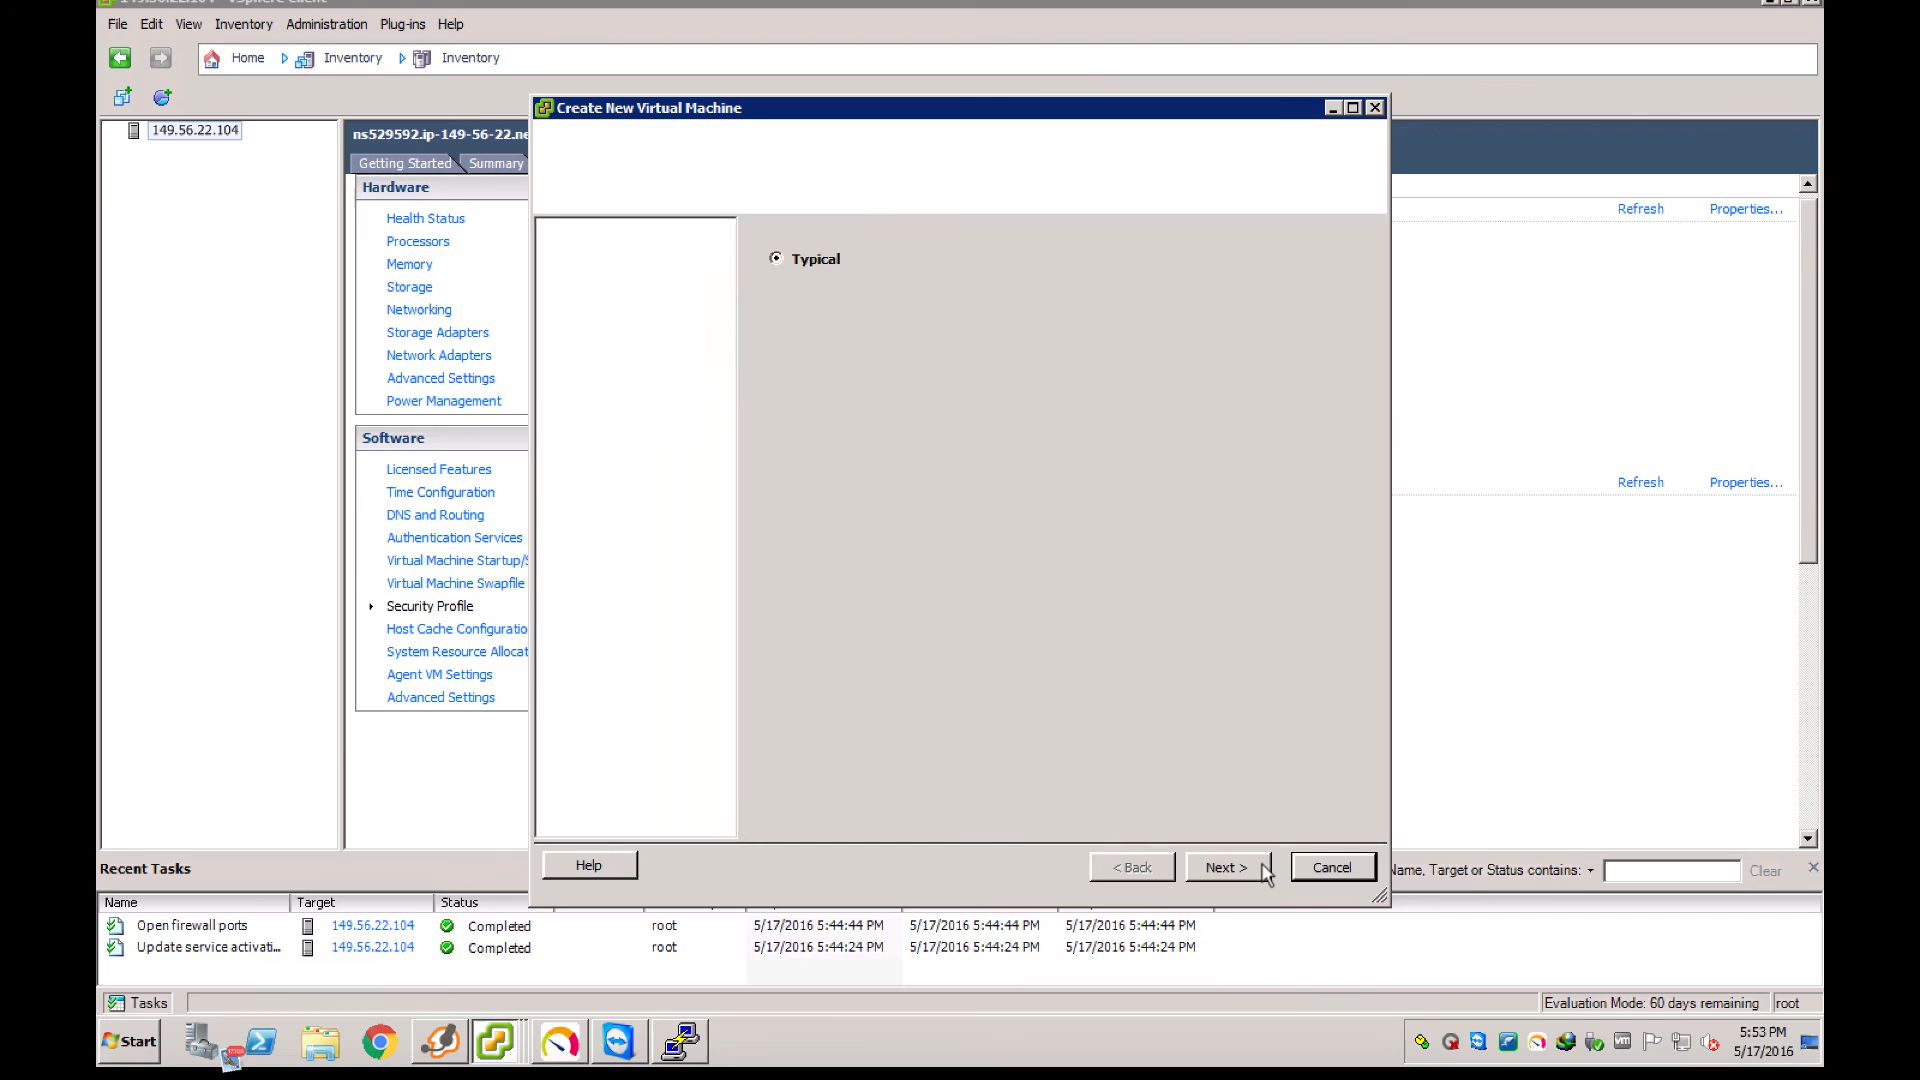 File Edit View Inventory Administration Plug-ins Help
Home Inventory Inventory
149.56.22.104
ns529592.ip-149-56-22.ne
Getting Started Summary
Hardware
Health Status
Processors
Memory
Storage
Networking
Storage Adapters
Network Adapters
Advanced Settings
Power Management
Software
Licensed Features
Time Configuration
DNS and Routing
Authentication Services
Virtual Machine Startup/S
Virtual Machine Swapfile
Security Profile
Host Cache Configuratio
System Resource Allocat
Agent VM Settings
Advanced Settings
Create New Virtual Machine
Typical
Help < Back Next > Cancel
Refresh Properties...
Refresh Properties...
Recent Tasks
Name, Target or Status contains: Clear
Name Target Status
Open firewall ports 149.56.22.104 Completed root 5/17/2016 5:44:44 PM 5/17/2016 5:44:44 PM 5/17/2016 5:44:44 PM
Update service activati... 149.56.22.104 Completed root 5/17/2016 5:44:24 PM 5/17/2016 5:44:24 PM 5/17/2016 5:44:24 PM
Tasks Evaluation Mode: 60 days remaining root
Start
5:53 PM
5/17/2016